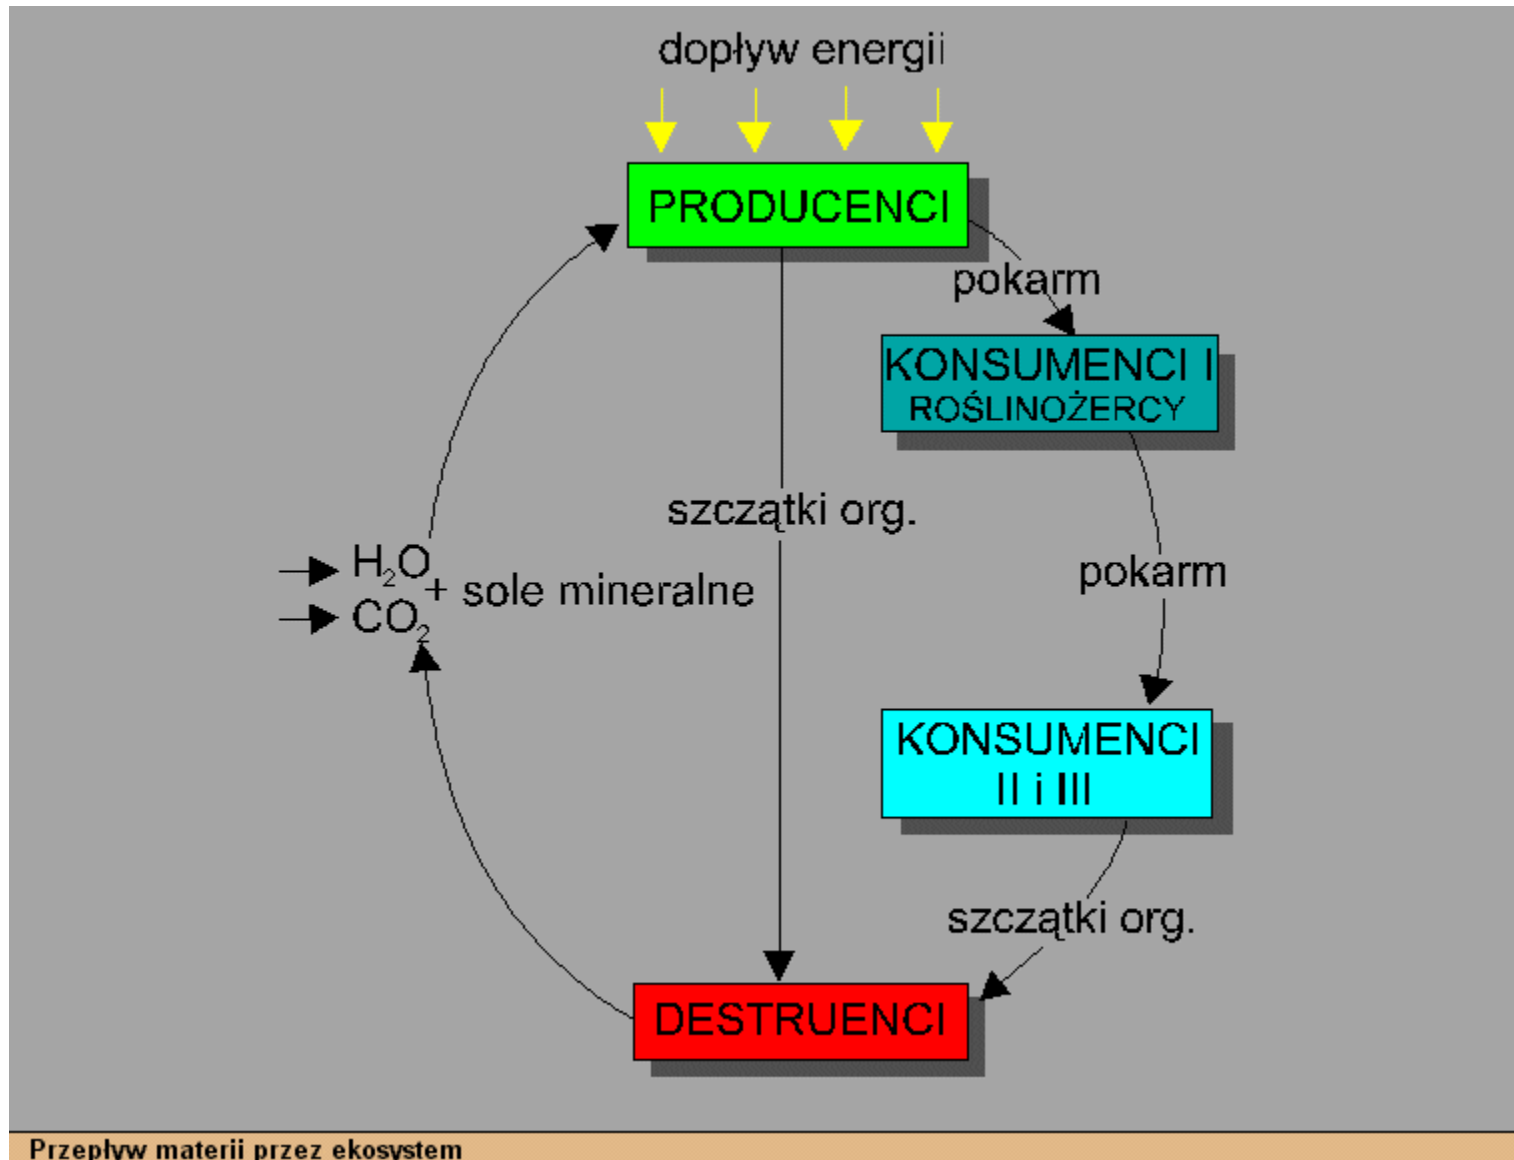 dopływ energii
PRODUCENCI
pokarm
KONSUMENCI I
ROŚLINOŻERCY
szczątki org.
H₂O
+ sole mineralne
CO₂
pokarm
KONSUMENCI
II i III
szczątki org.
DESTRUENCI
Przepływ materii przez ekosystem